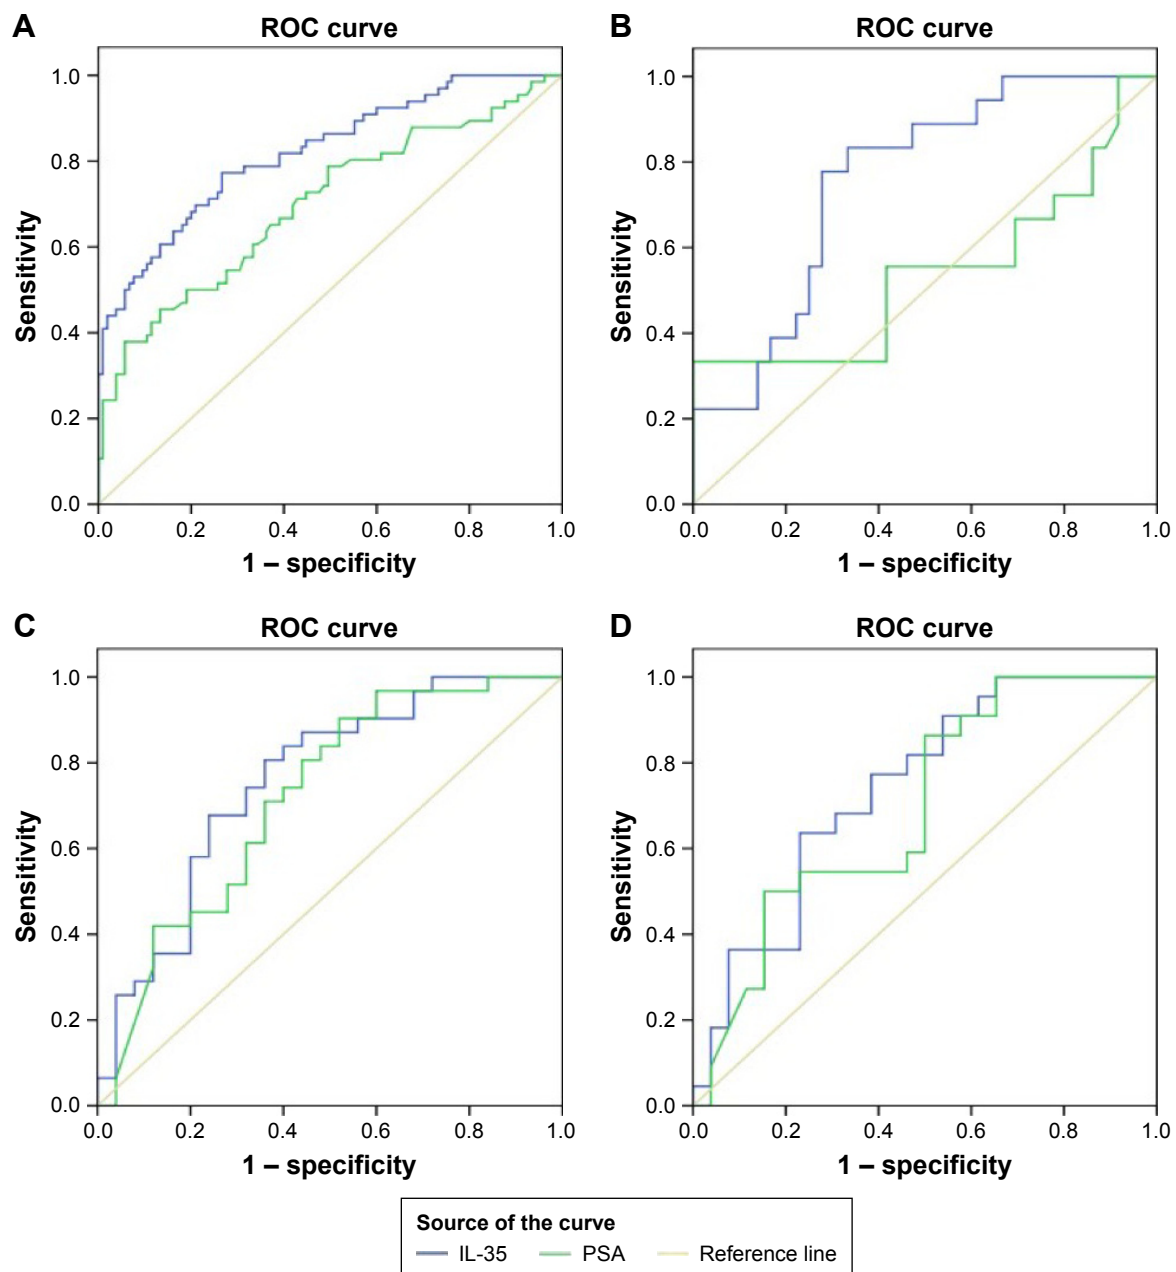 A
ROC curve
Sensitivity
1.0
0.8
0.6
0.4
0.2
0.0
0.0 0.2 0.4 0.6 0.8 1.0
1 – specificity
B
ROC curve
Sensitivity
1.0
0.8
0.6
0.4
0.2
0.0
0.0 0.2 0.4 0.6 0.8 1.0
1 – specificity
C
ROC curve
Sensitivity
1.0
0.8
0.6
0.4
0.2
0.0
0.0 0.2 0.4 0.6 0.8 1.0
1 – specificity
D
ROC curve
Sensitivity
1.0
0.8
0.6
0.4
0.2
0.0
0.0 0.2 0.4 0.6 0.8 1.0
1 – specificity
Source of the curve
IL-35 PSA Reference line